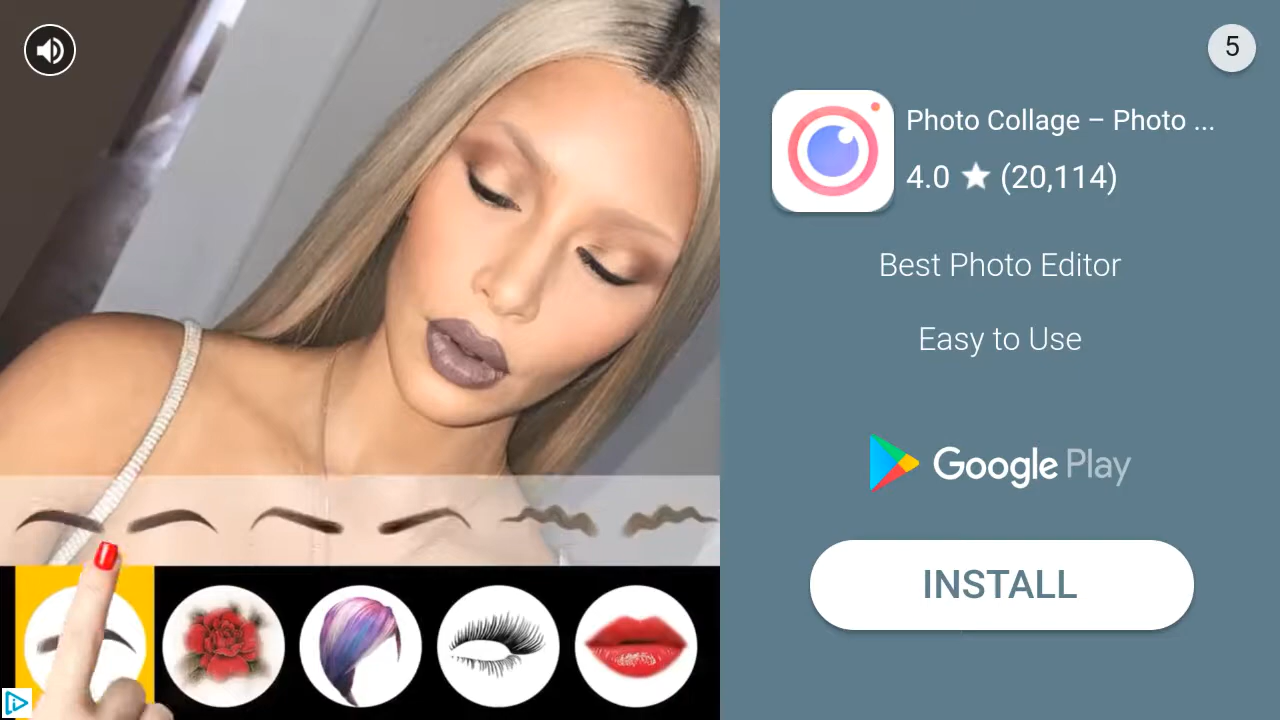 5
Photo Collage – Photo ...
4.0 ★ (20,114)
Best Photo Editor
Easy to Use
Google Play
INSTALL